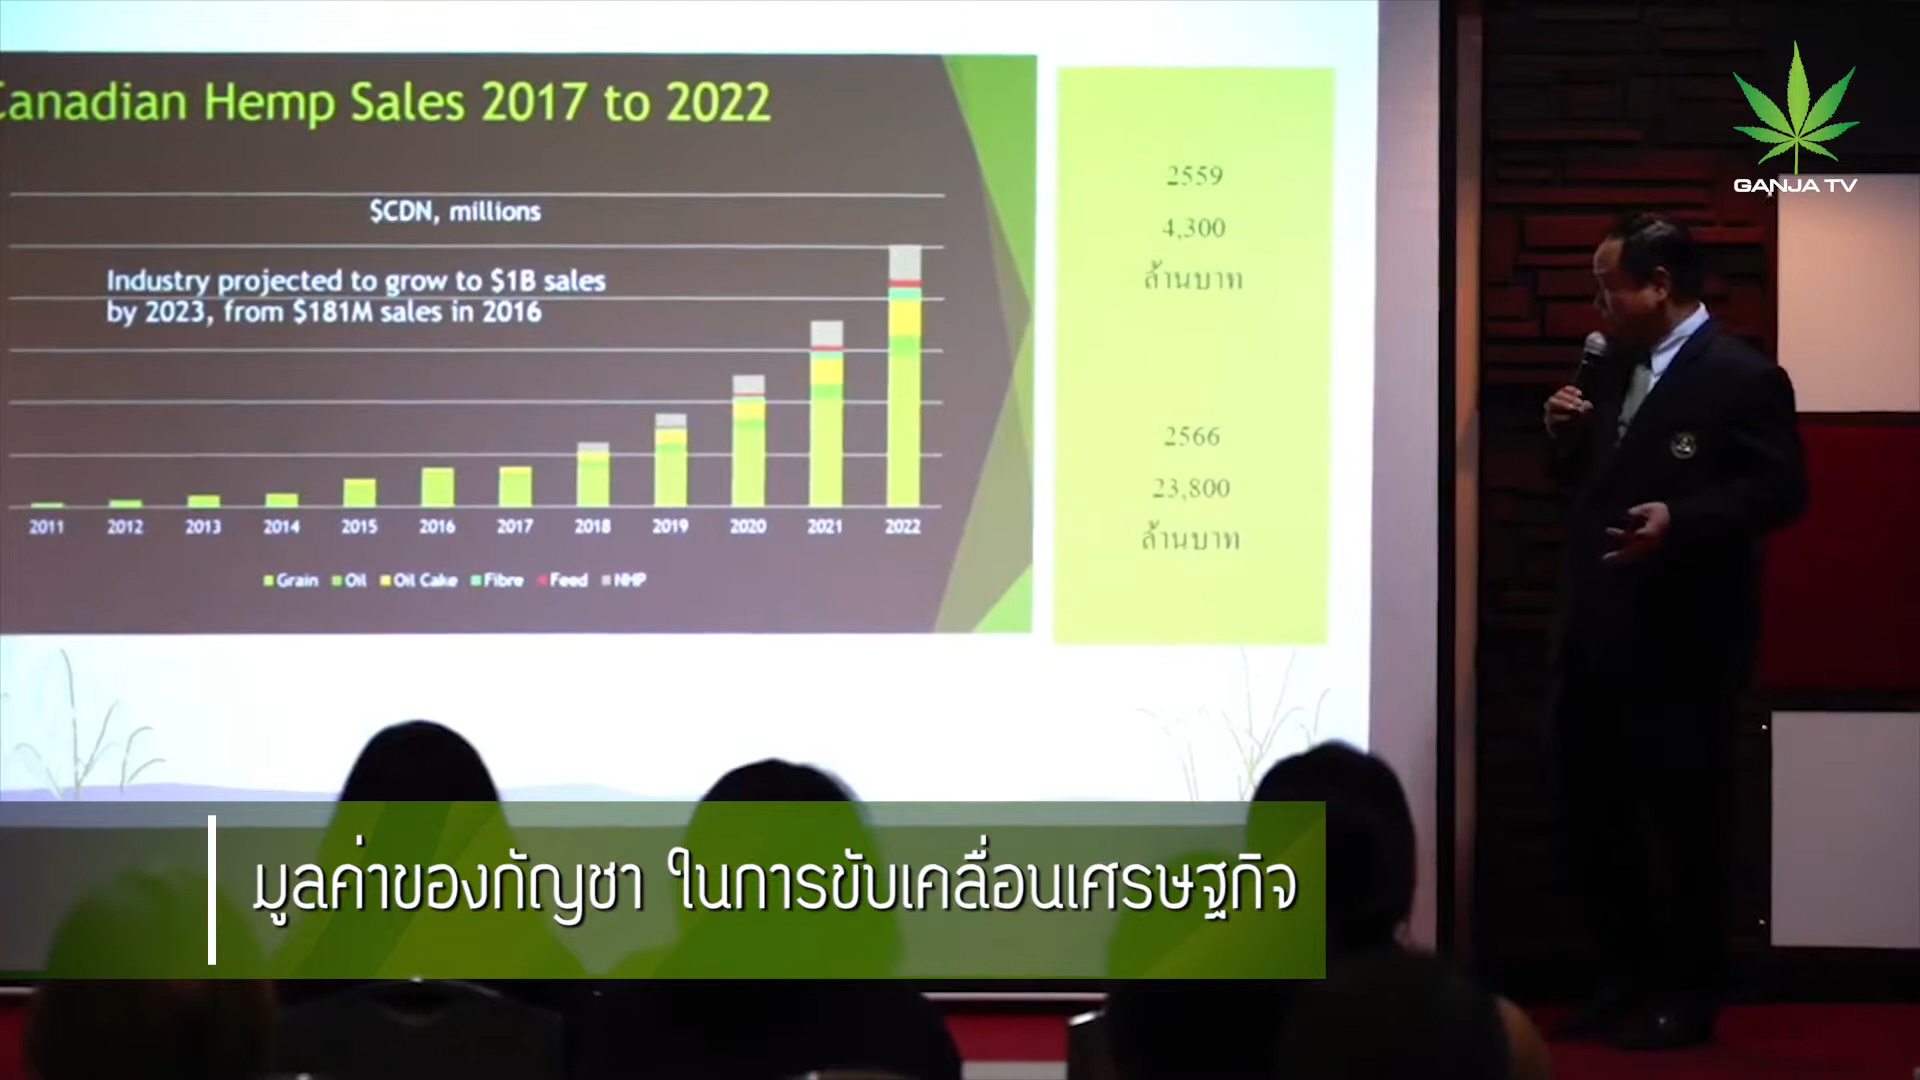 Canadian Hemp Sales 2017 to 2022
$CDN, millions
Industry projected to grow to $1B sales
by 2023, from $181M sales in 2016
2011 2012 2013 2014 2015 2016 2017 2018 2019 2020 2021 2022
Grain Oil Oil Cake Fibre Feed NHP
2559
4,300
ล้านบาท
2566
23,800
ล้านบาท
GANJA TV
มูลค่าของกัญชา ในการขับเคลื่อนเศรษฐกิจ